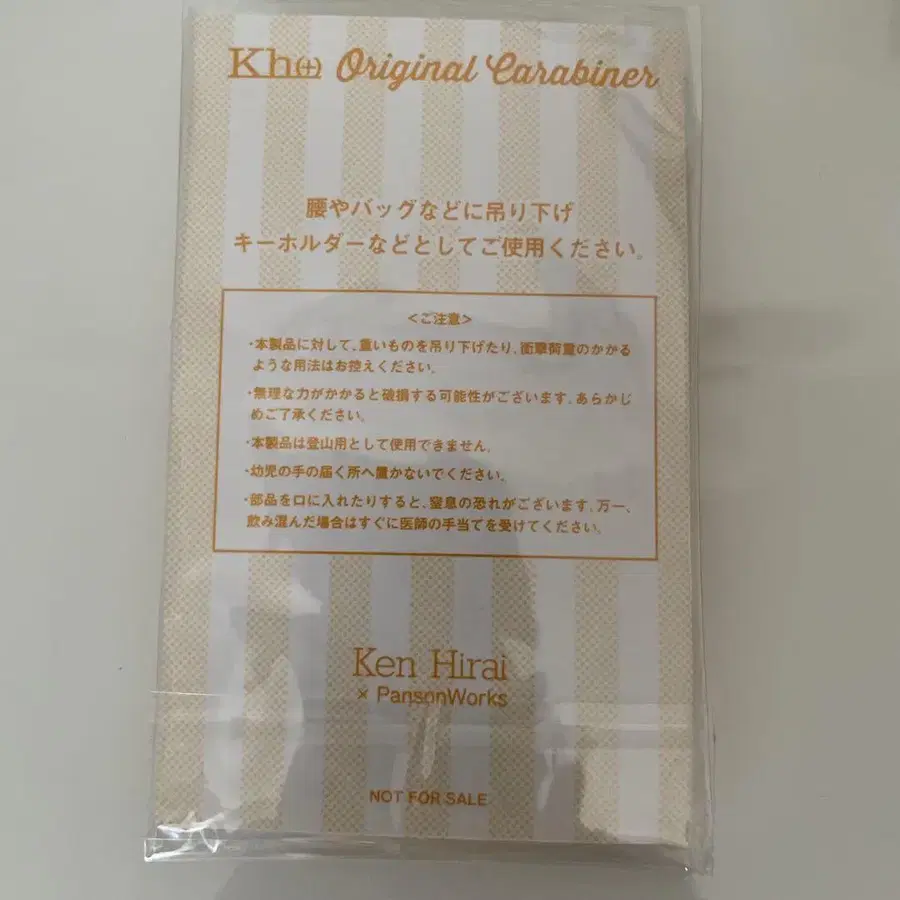 Kh(+) Original Carabiner
腰やバッグなどに吊り下げ
キーホルダーなどとしてご使用ください。
<ご注意>
・本製品に対して、重いものを吊り下げたり、衝撃荷重のかかる
ような用法はお控えください。
・無理な力がかかると破損する可能性がございます。あらかじ
めご了承ください。
・本製品は登山用として使用できません。
・幼児の手の届く所へ置かないでください。
・部品を口に入れたりすると、窒息の恐れがございます。万一、
飲み混んだ場合はすぐに医師の手当てを受けてください。
Ken Hirai
× PansonWorks
NOT FOR SALE